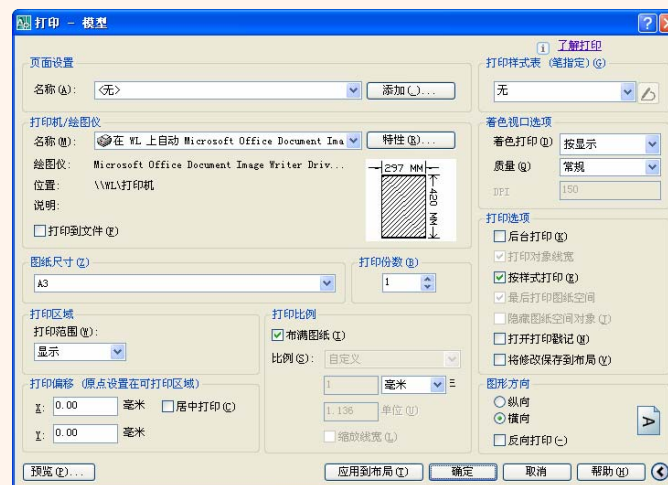 打印 - 模型
了解打印
页面设置
名称(A): <无> 添加(.)...
打印机/绘图仪
名称(M): 在 WL 上自动 Microsoft Office Document Ima 特性(R)...
绘图仪: Microsoft Office Document Image Writer Driv...
位置: \\WL\打印机
说明:
打印到文件(F)
297 MM
420 MM
图纸尺寸(Z)
A3
打印份数(B)
1
打印区域
打印范围(W):
显示
打印比例
布满图纸(I)
比例(S): 自定义
1 毫米
1.136 单位(U)
缩放线宽(L)
打印偏移 (原点设置在可打印区域)
X: 0.00 毫米 居中打印(C)
Y: 0.00 毫米
打印样式表 (笔指定)(G)
无
着色视口选项
着色打印(D) 按显示
质量(Q) 常规
DPI 150
打印选项
后台打印(K)
打印对象线宽
按样式打印(E)
最后打印图纸空间
隐藏图纸空间对象(J)
打开打印戳记(N)
将修改保存到布局(V)
图形方向
纵向
横向
反向打印(-)
A
预览(P)... 应用到布局(T) 确定 取消 帮助(H)